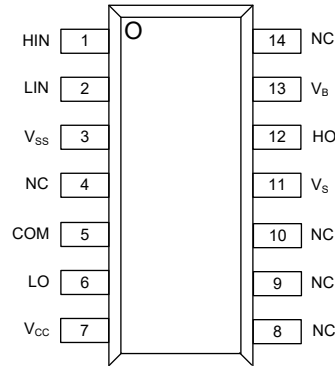 HIN 1 14 NC
LIN 2 13 VB
VSS 3 12 HO
NC 4 11 VS
COM 5 10 NC
LO 6 9 NC
VCC 7 8 NC